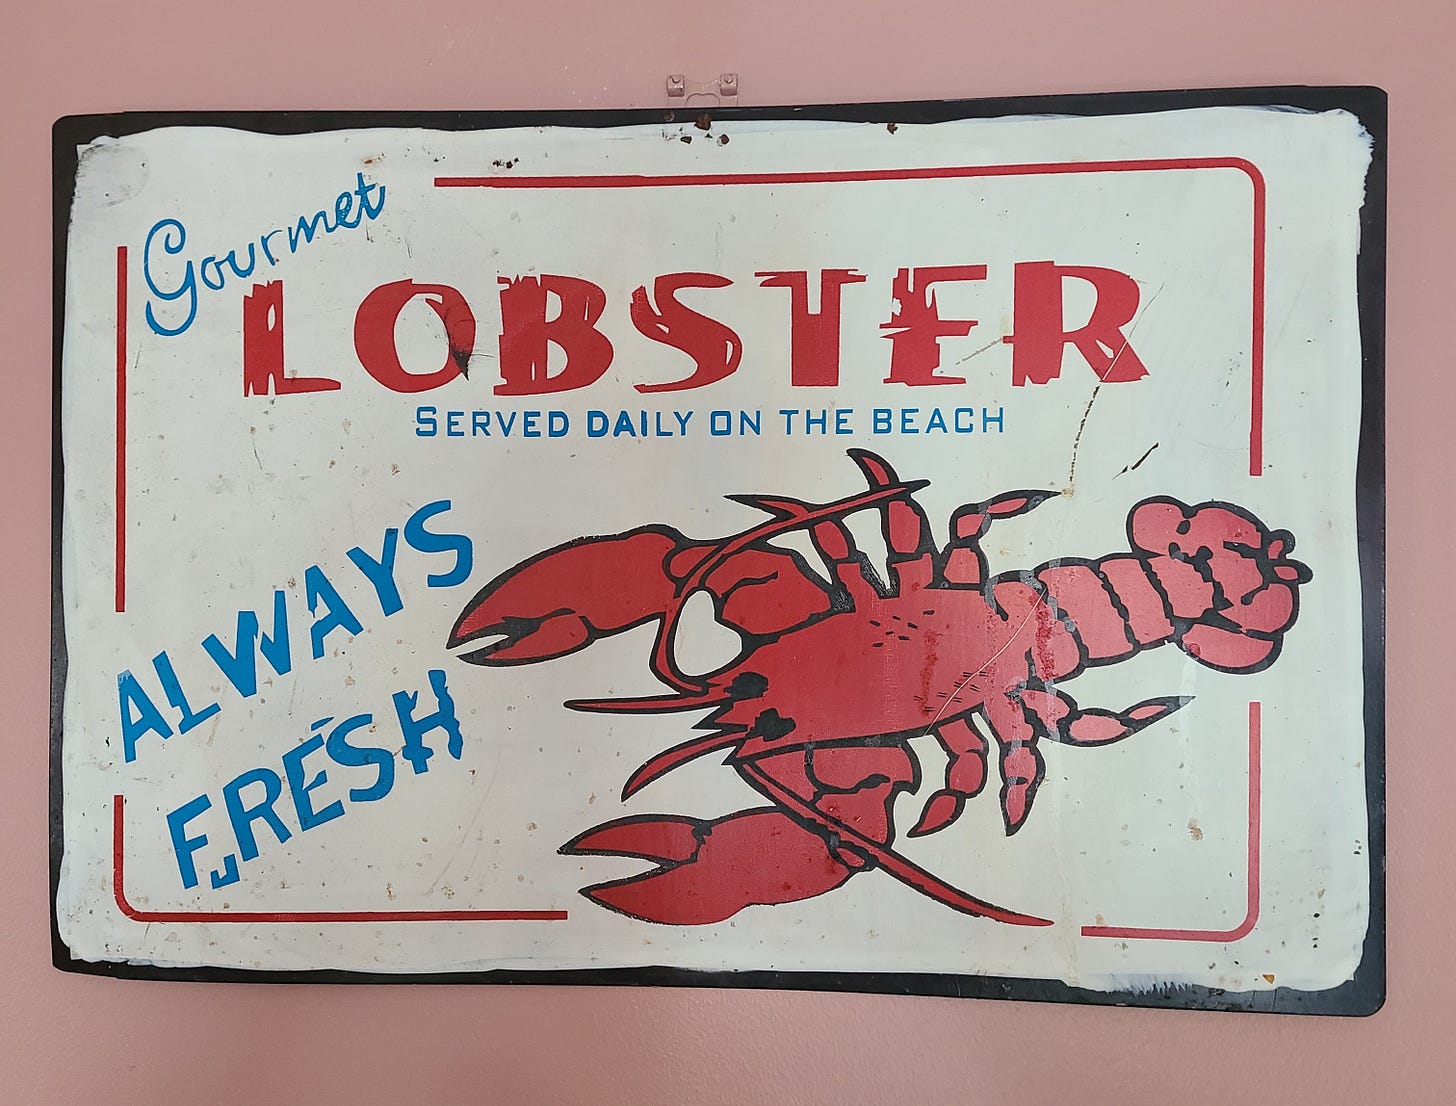 Gourmet
LOBSTER
SERVED DAILY ON THE BEACH
ALWAYS
FRESH